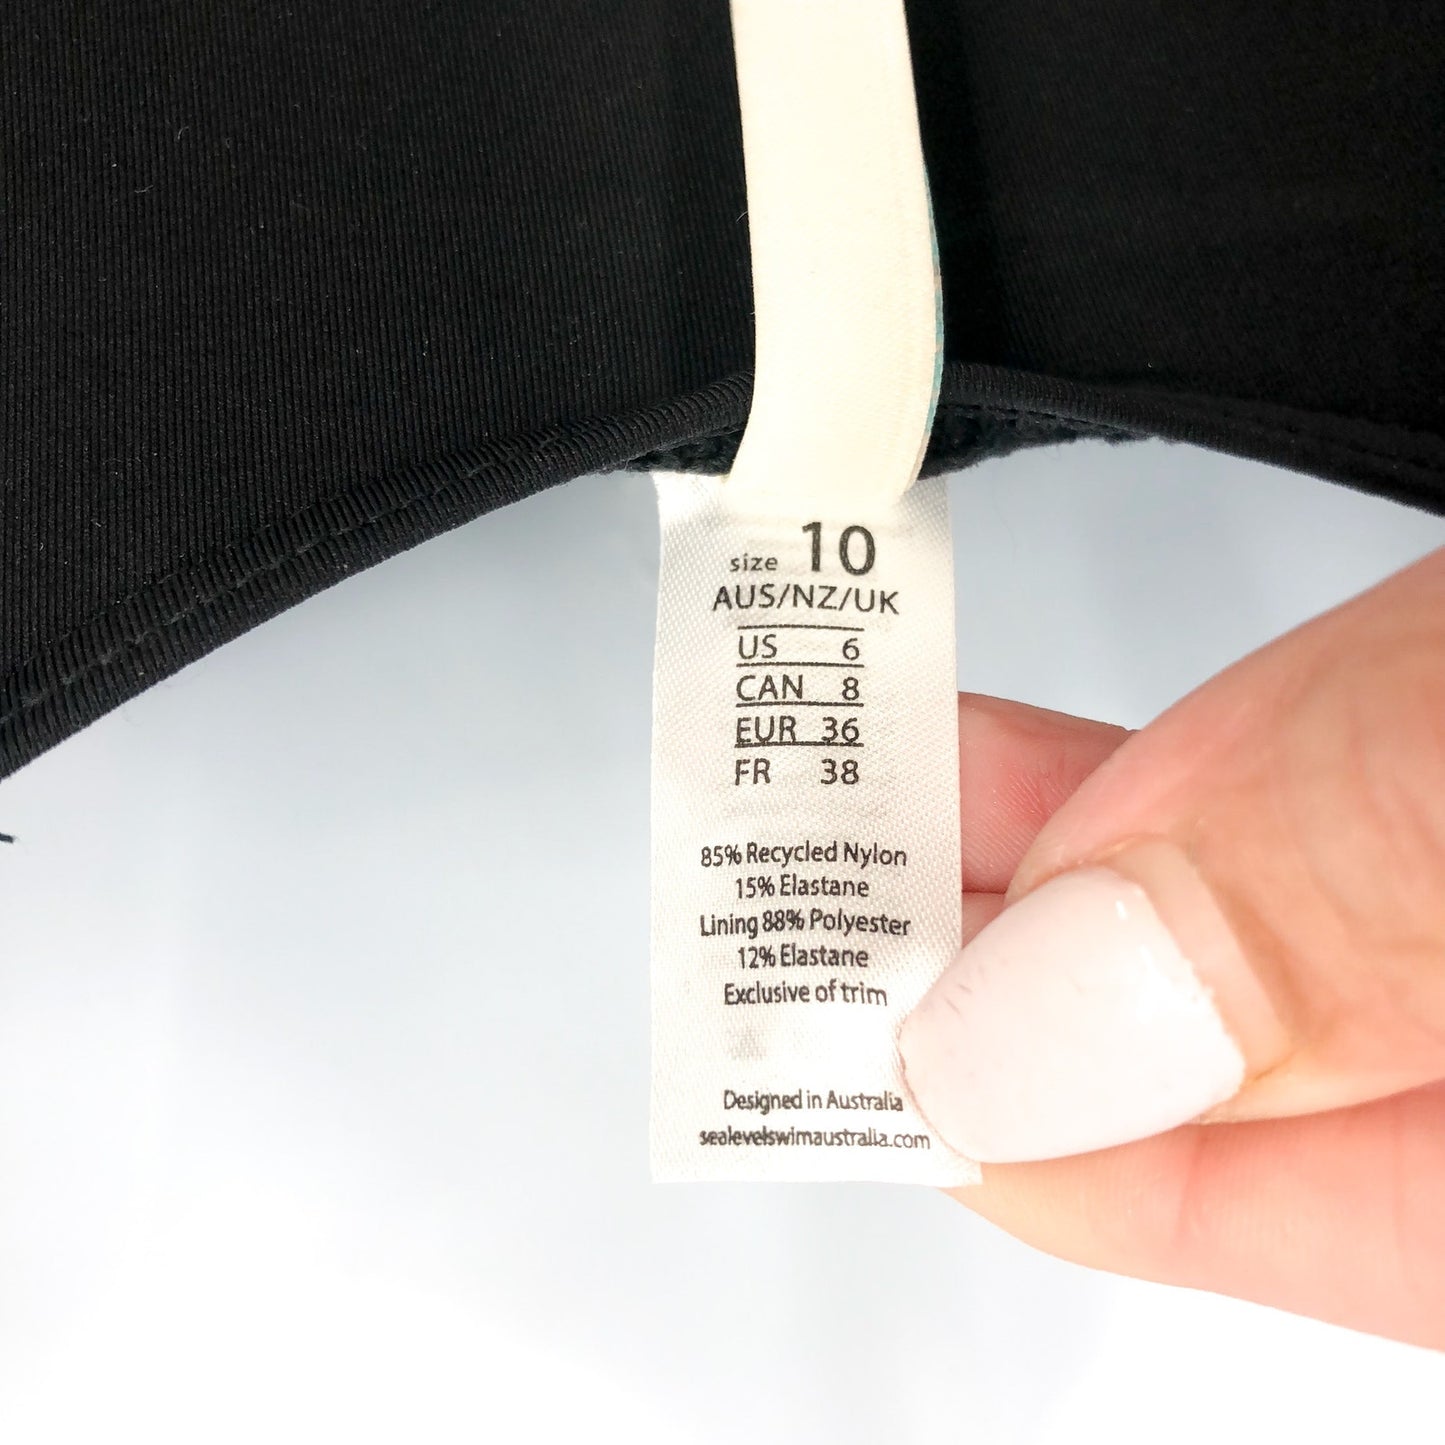 size 10
AUS/NZ/UK
US 6
CAN 8
EUR 36
FR 38
85% Recycled Nylon
15% Elastane
Lining 88% Polyester
12% Elastane
Exclusive of trim
Designed in Australia
sealevelswimaustralia.com